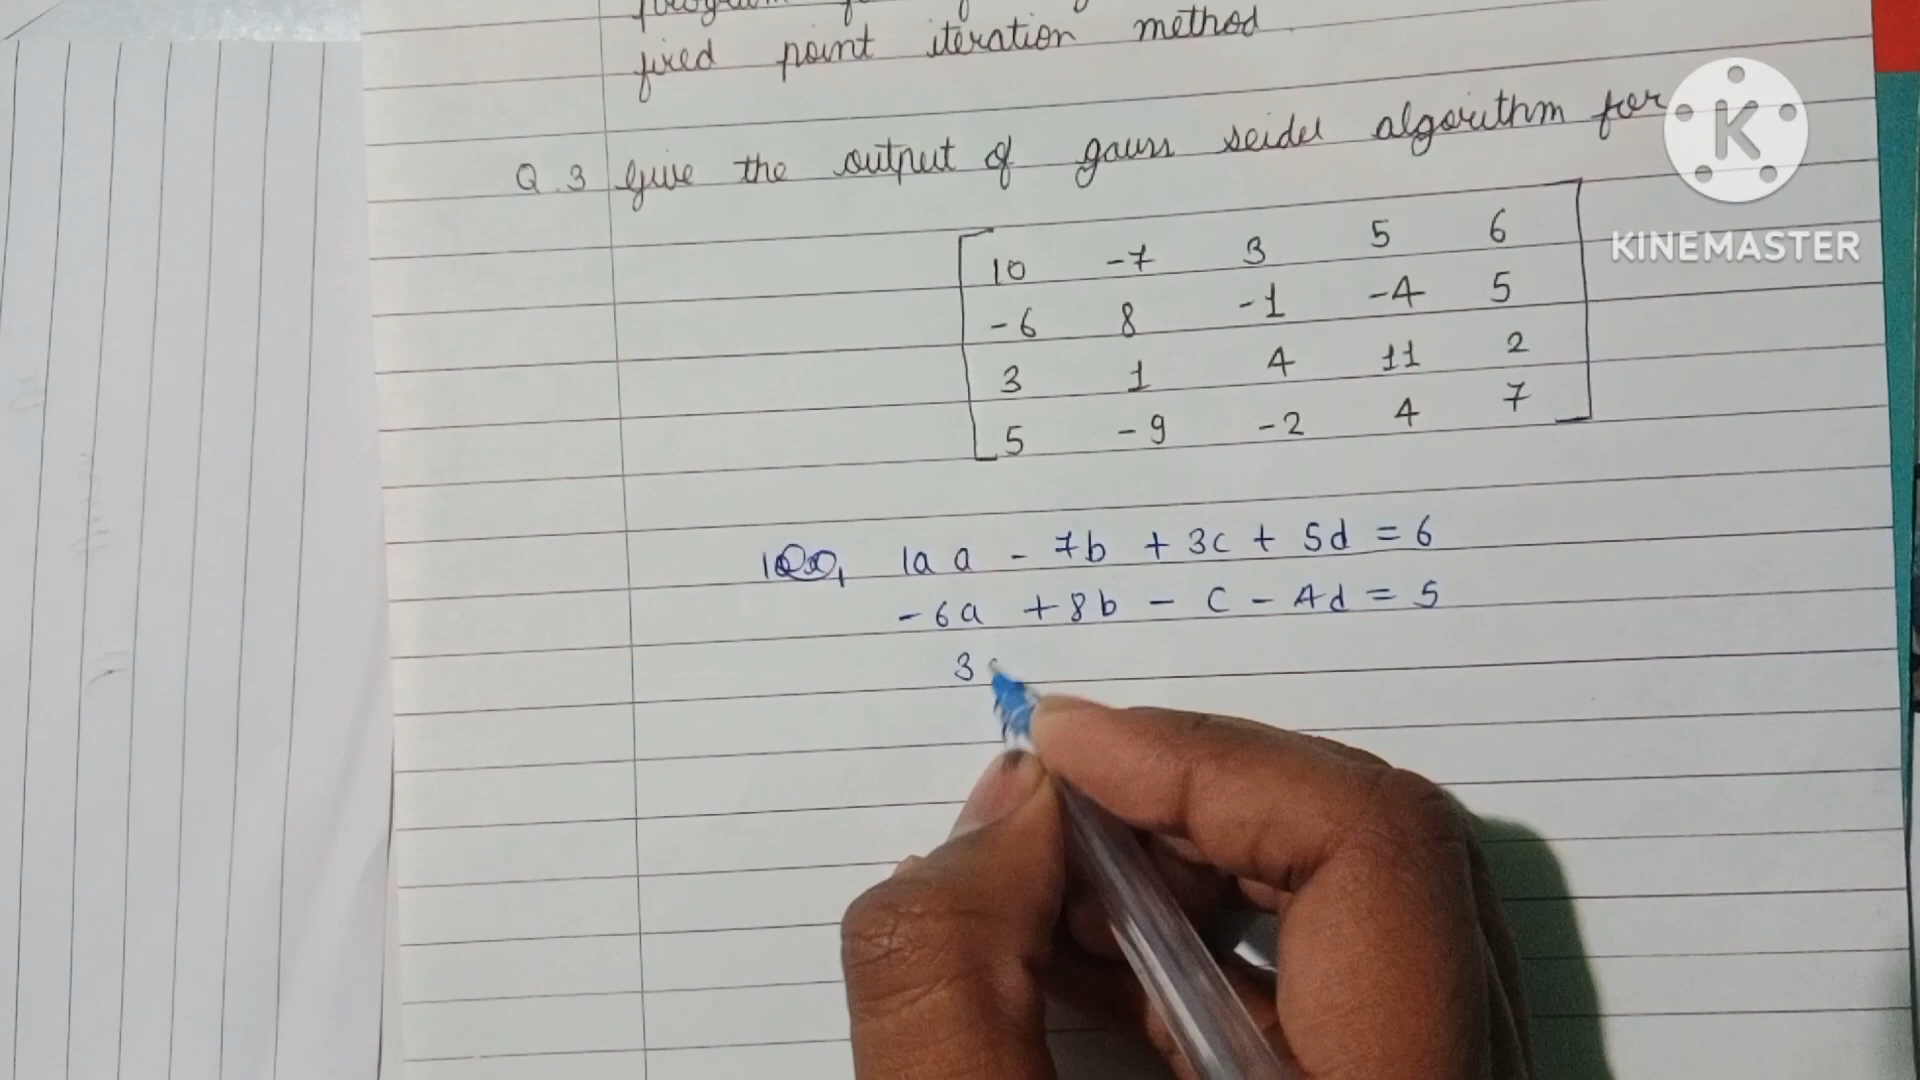 fixed point iteration method.
Q.3 Give the output of gauss seidel algorithm for
K
KINEMASTER
10 -7 3 5 6
-6 8 -1 -4 5
3 1 4 11 2
5 -9 -2 4 7
10 a - 7b + 3c + 5d = 6
-6a + 8b - c - 4d = 5
3